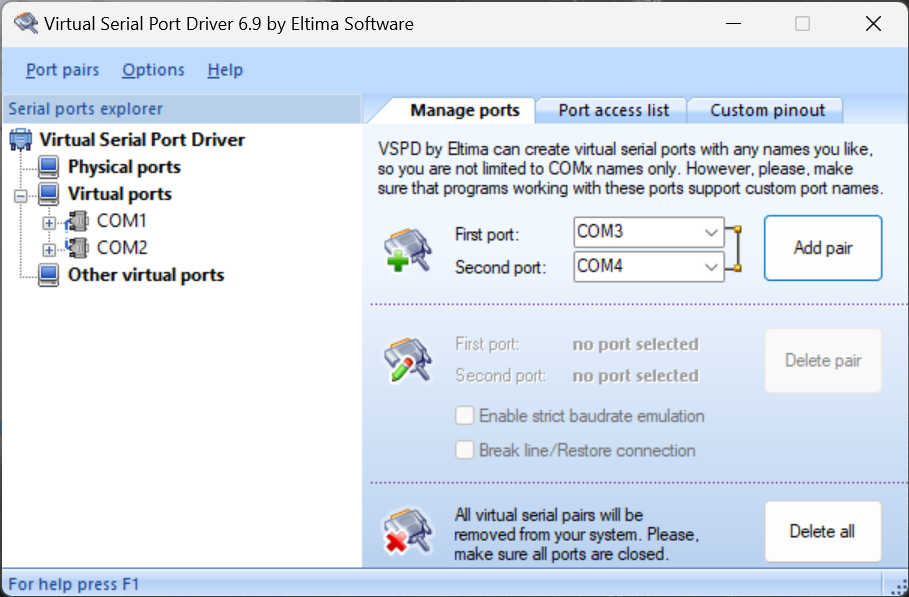 Virtual Serial Port Driver 6.9 by Eltima Software
Port pairs Options Help
Serial ports explorer
Virtual Serial Port Driver
Physical ports
Virtual ports
COM1
COM2
Other virtual ports
Manage ports Port access list Custom pinout
VSPD by Eltima can create virtual serial ports with any names you like,
so you are not limited to COMx names only. However, please, make
sure that programs working with these ports support custom port names.
First port: COM3
Second port: COM4
Add pair
First port: no port selected
Second port: no port selected
Delete pair
Enable strict baudrate emulation
Break line/Restore connection
All virtual serial pairs will be
removed from your system. Please,
make sure all ports are closed.
Delete all
For help press F1